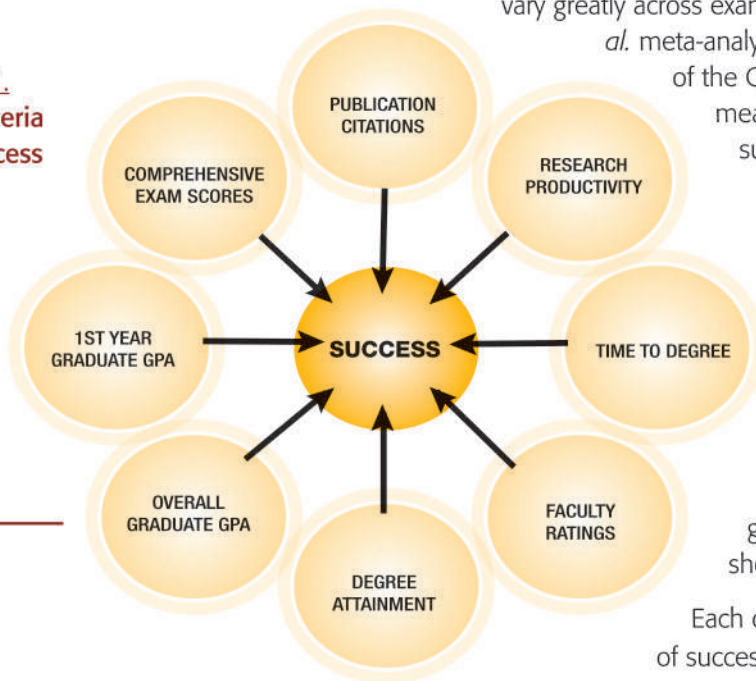 vary greatly across exam
al. meta-analy
of the
mea
su
.
eria
cess
PUBLICATION
CITATIONS
COMPREHENSIVE
EXAM SCORES
RESEARCH
PRODUCTIVITY
1ST YEAR
GRADUATE GPA
SUCCESS
TIME TO DEGREE
OVERALL
GRADUATE GPA
FACULTY
RATINGS
DEGREE
ATTAINMENT
g
sho
Each
of succes